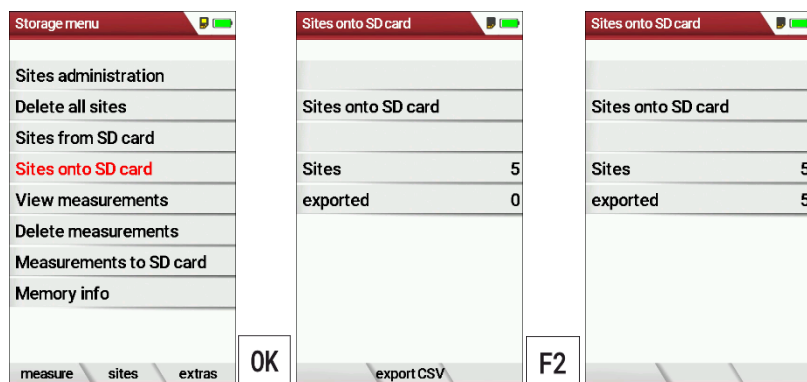 Storage menu
Sites administration
Delete all sites
Sites from SD card
Sites onto SD card
View measurements
Delete measurements
Measurements to SD card
Memory info
measure sites extras
OK
Sites onto SD card
Sites onto SD card
Sites 5
exported 0
export CSV
F2
Sites onto SD card
Sites onto SD card
Sites 5
exported 5